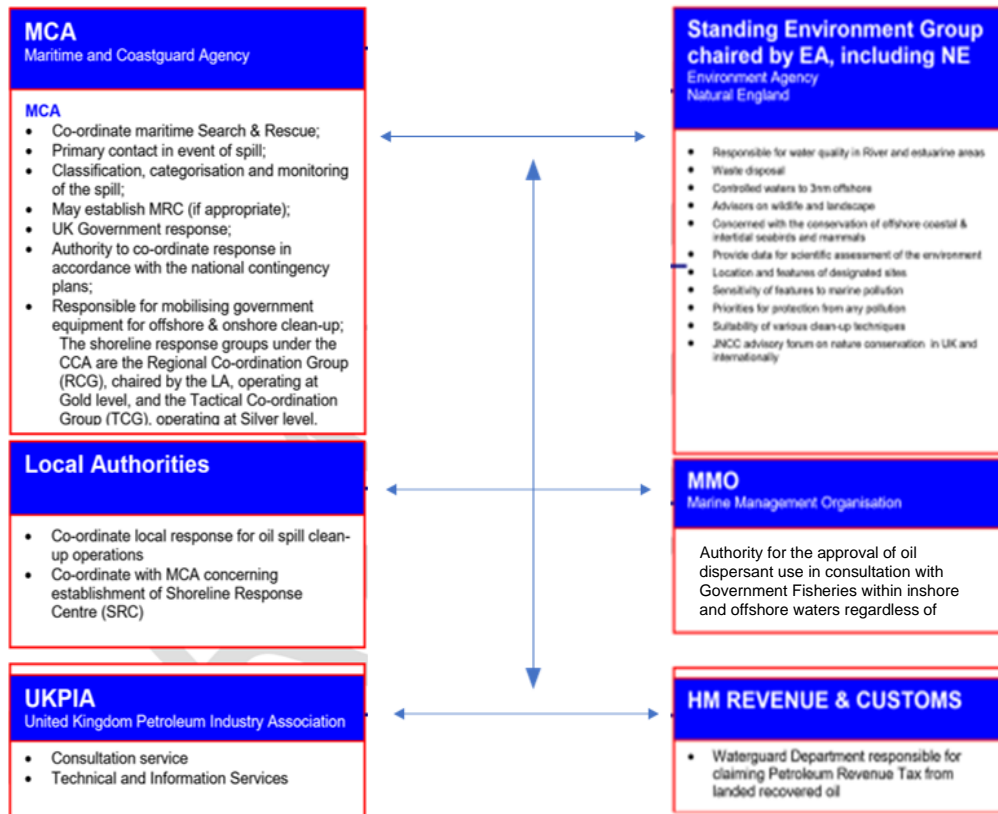 MCA
Maritime and Coastguard Agency
MCA
• Co-ordinate maritime Search & Rescue;
• Primary contact in event of spill;
• Classification, categorisation and monitoring
of the spill;
• May establish MRC (if appropriate);
• UK Government response;
• Authority to co-ordinate response in
accordance with the national contingency
plans;
• Responsible for mobilising government
equipment for offshore & onshore clean-up;
The shoreline response groups under the
CCA are the Regional Co-ordination Group
(RCG), chaired by the LA, operating at
Gold level, and the Tactical Co-ordination
Group (TCG), operating at Silver level.
Standing Environment Group
chaired by EA, including NE
Environment Agency
Natural England
• Responsible for water quality in River and estuarine areas
• Waste disposal
• Controlled waters to 3nm offshore
• Advisors on wildlife and landscape
• Concerned with the conservation of offshore coastal &
intertidal seabirds and mammals
• Provide data for scientific assessment of the environment
• Location and features of designated sites
• Sensitivity of features to marine pollution
• Priorities for protection from any pollution
• Suitability of various clean-up techniques
• JNCC advisory forum on nature conservation in UK and
internationally
Local Authorities
• Co-ordinate local response for oil spill clean-
up operations
• Co-ordinate with MCA concerning
establishment of Shoreline Response
Centre (SRC)
MMO
Marine Management Organisation
Authority for the approval of oil
dispersant use in consultation with
Government Fisheries within inshore
and offshore waters regardless of
UKPIA
United Kingdom Petroleum Industry Association
• Consultation service
• Technical and Information Services
HM REVENUE & CUSTOMS
• Waterguard Department responsible for
claiming Petroleum Revenue Tax from
landed recovered oil